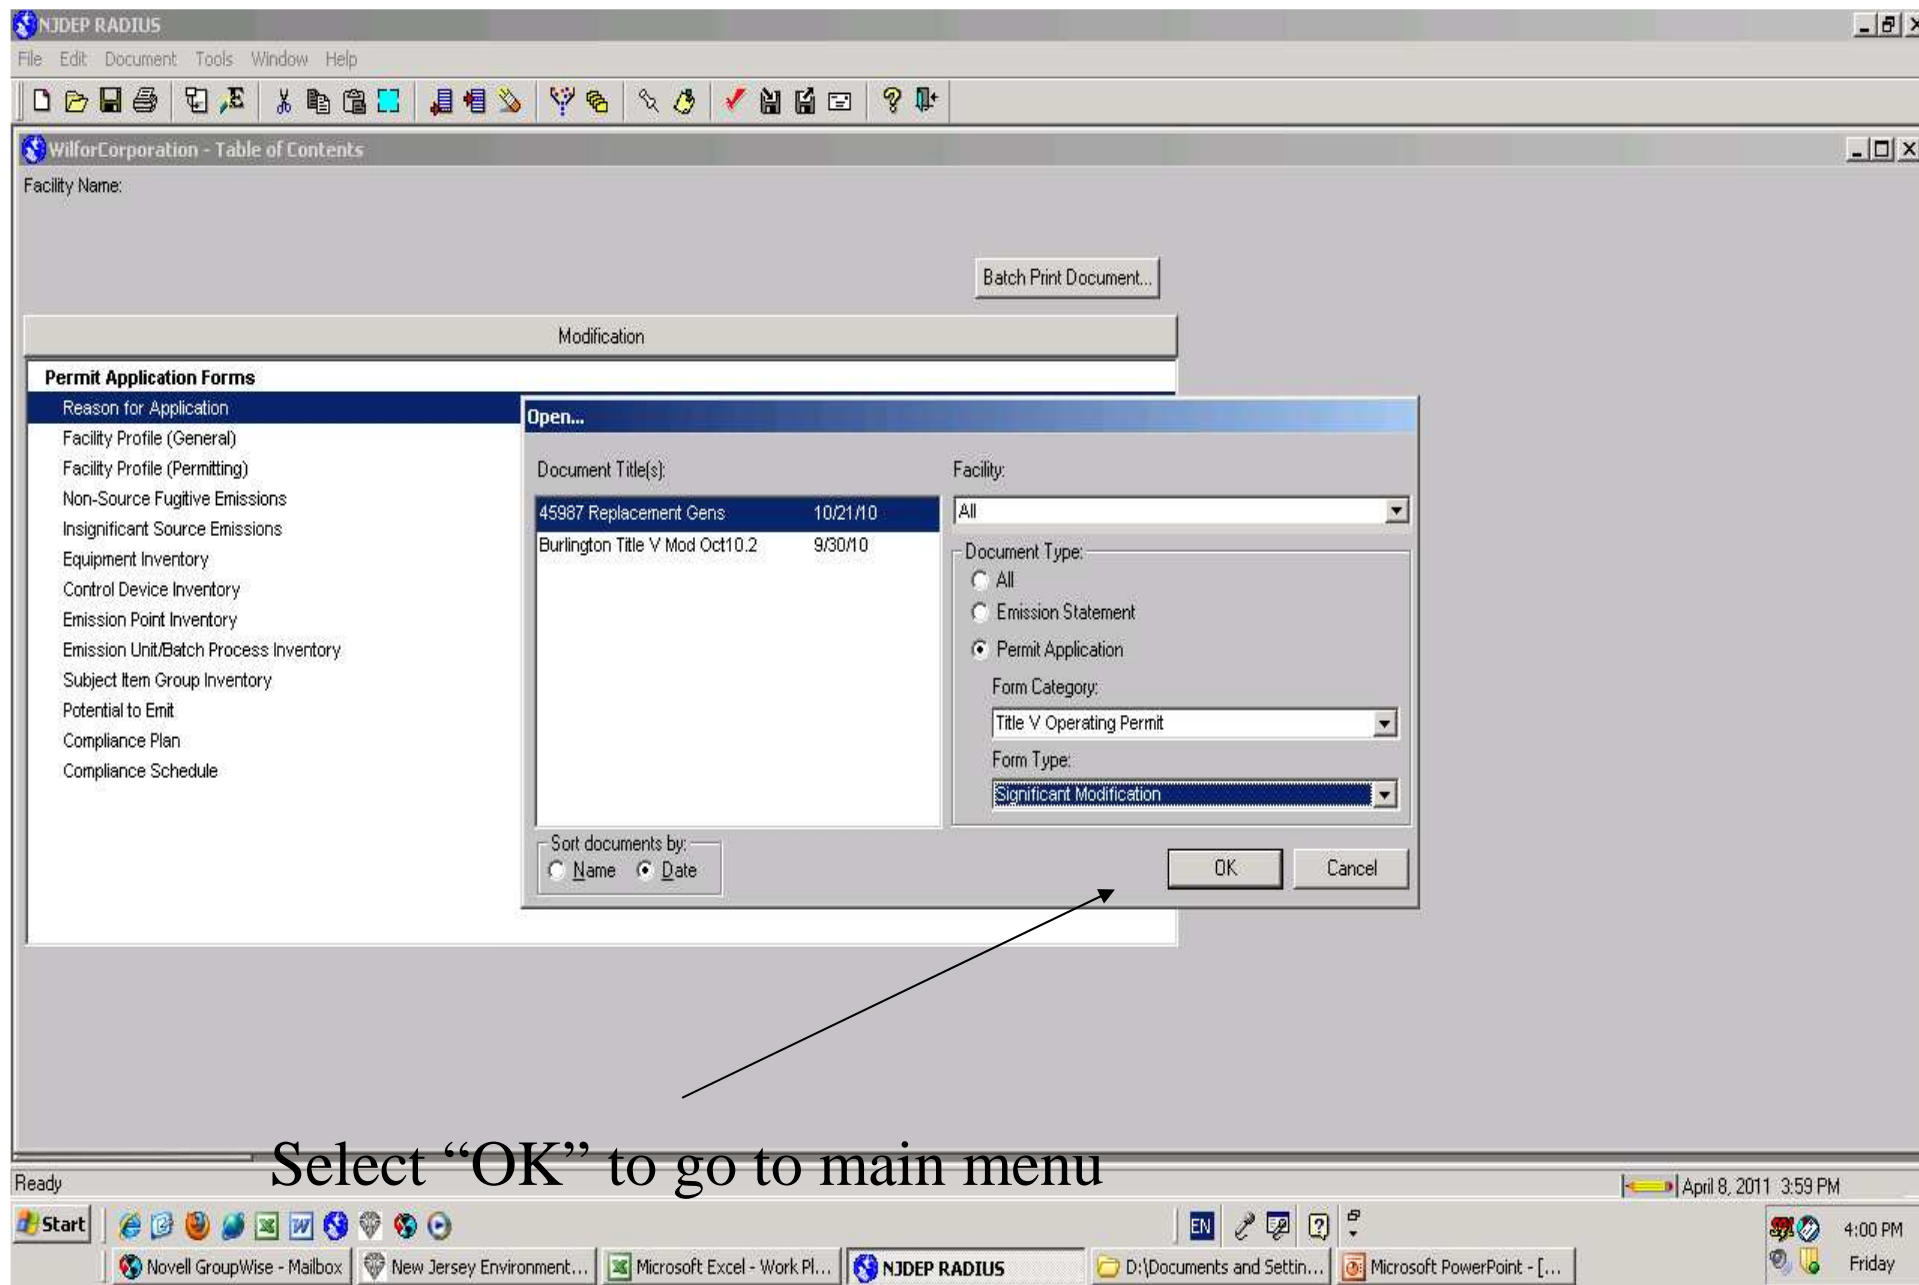 NJDEP RADIUS
File Edit Document Tools Window Help
WilforCorporation - Table of Contents
Facility Name:
Batch Print Document...
Modification
Permit Application Forms
Reason for Application
Facility Profile (General)
Facility Profile (Permitting)
Non-Source Fugitive Emissions
Insignificant Source Emissions
Equipment Inventory
Control Device Inventory
Emission Point Inventory
Emission Unit/Batch Process Inventory
Subject Item Group Inventory
Potential to Emit
Compliance Plan
Compliance Schedule
Open...
Document Title(s):
45987 Replacement Gens 10/21/10
Burlington Title V Mod Oct10.2 9/30/10
Sort documents by:
Name Date
Facility:
All
Document Type:
All
Emission Statement
Permit Application
Form Category:
Title V Operating Permit
Form Type:
Significant Modification
OK Cancel
Select “OK” to go to main menu
Ready April 8, 2011 3:59 PM
Start EN 4:00 PM
Novell GroupWise - Mailbox New Jersey Environment... Microsoft Excel - Work Pl... NJDEP RADIUS D:\Documents and Settin... Microsoft PowerPoint - [... Friday